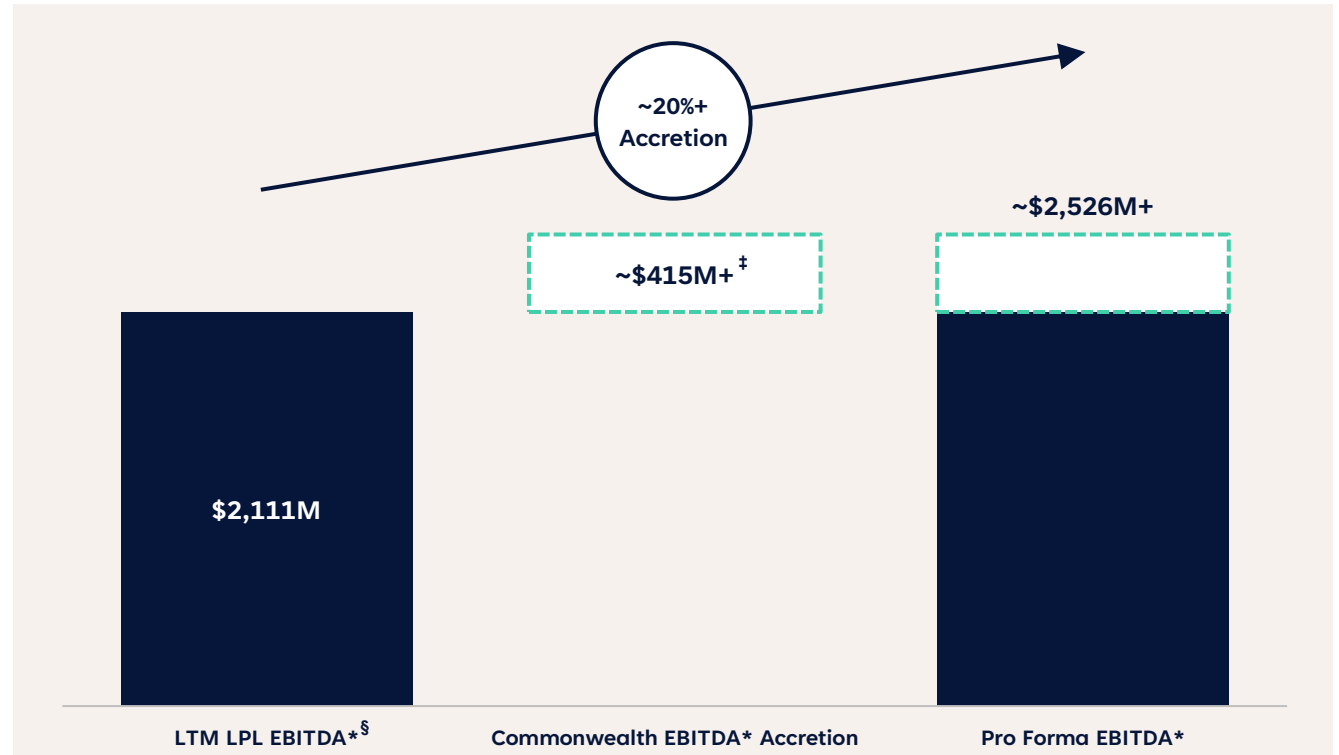 ~20%+
Accretion
~$2,526M+
~$415M+‡
$2,111M
LTM LPL EBITDA*§
Commonwealth EBITDA* Accretion
Pro Forma EBITDA*